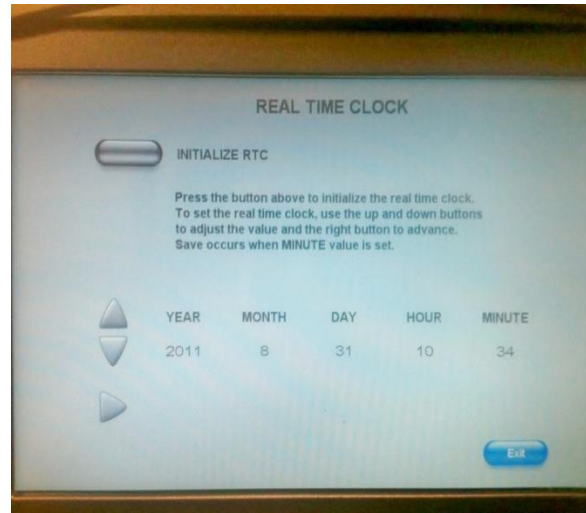 REAL TIME CLOCK
INITIALIZE RTC
Press the button above to initialize the real time clock.
To set the real time clock, use the up and down buttons
to adjust the value and the right button to advance.
Save occurs when MINUTE value is set.
YEAR MONTH DAY HOUR MINUTE
2011 8 31 10 34
Exit